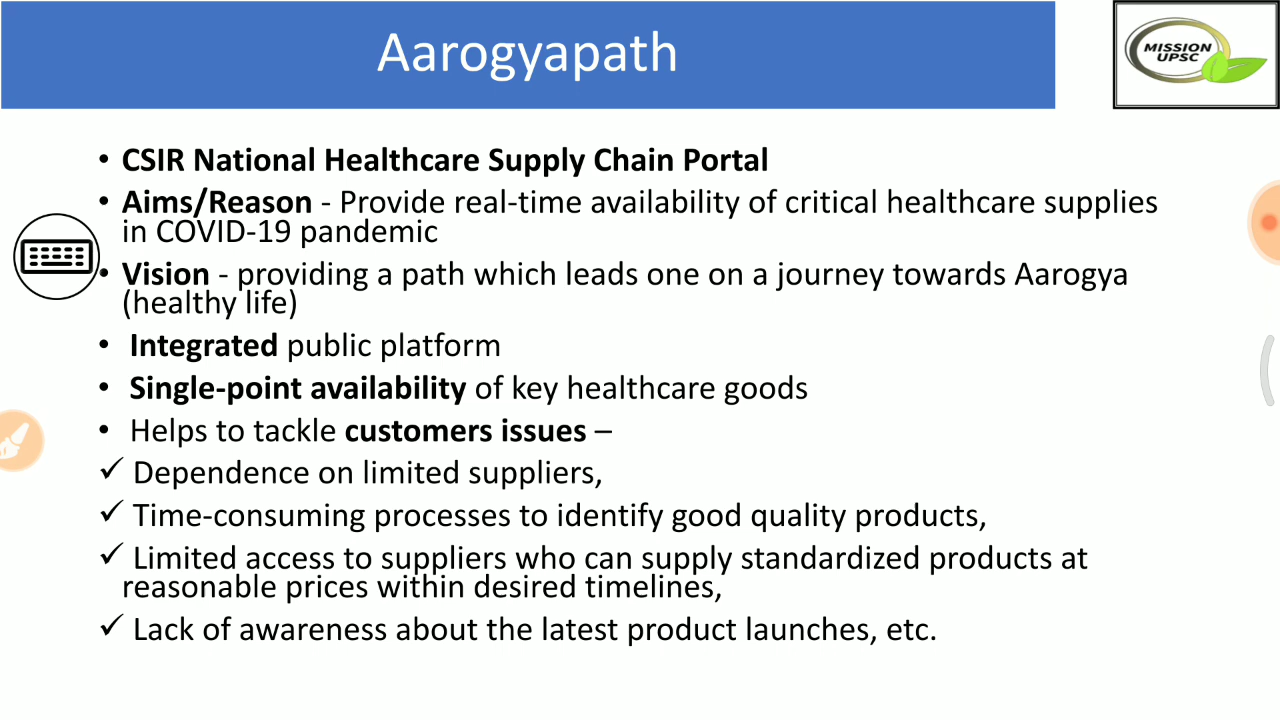 Aarogyapath
MISSION
UPSC
• CSIR National Healthcare Supply Chain Portal
• Aims/Reason - Provide real-time availability of critical healthcare supplies
in COVID-19 pandemic
• Vision - providing a path which leads one on a journey towards Aarogya
(healthy life)
• Integrated public platform
• Single-point availability of key healthcare goods
• Helps to tackle customers issues –
✓ Dependence on limited suppliers,
✓ Time-consuming processes to identify good quality products,
✓ Limited access to suppliers who can supply standardized products at
reasonable prices within desired timelines,
✓ Lack of awareness about the latest product launches, etc.